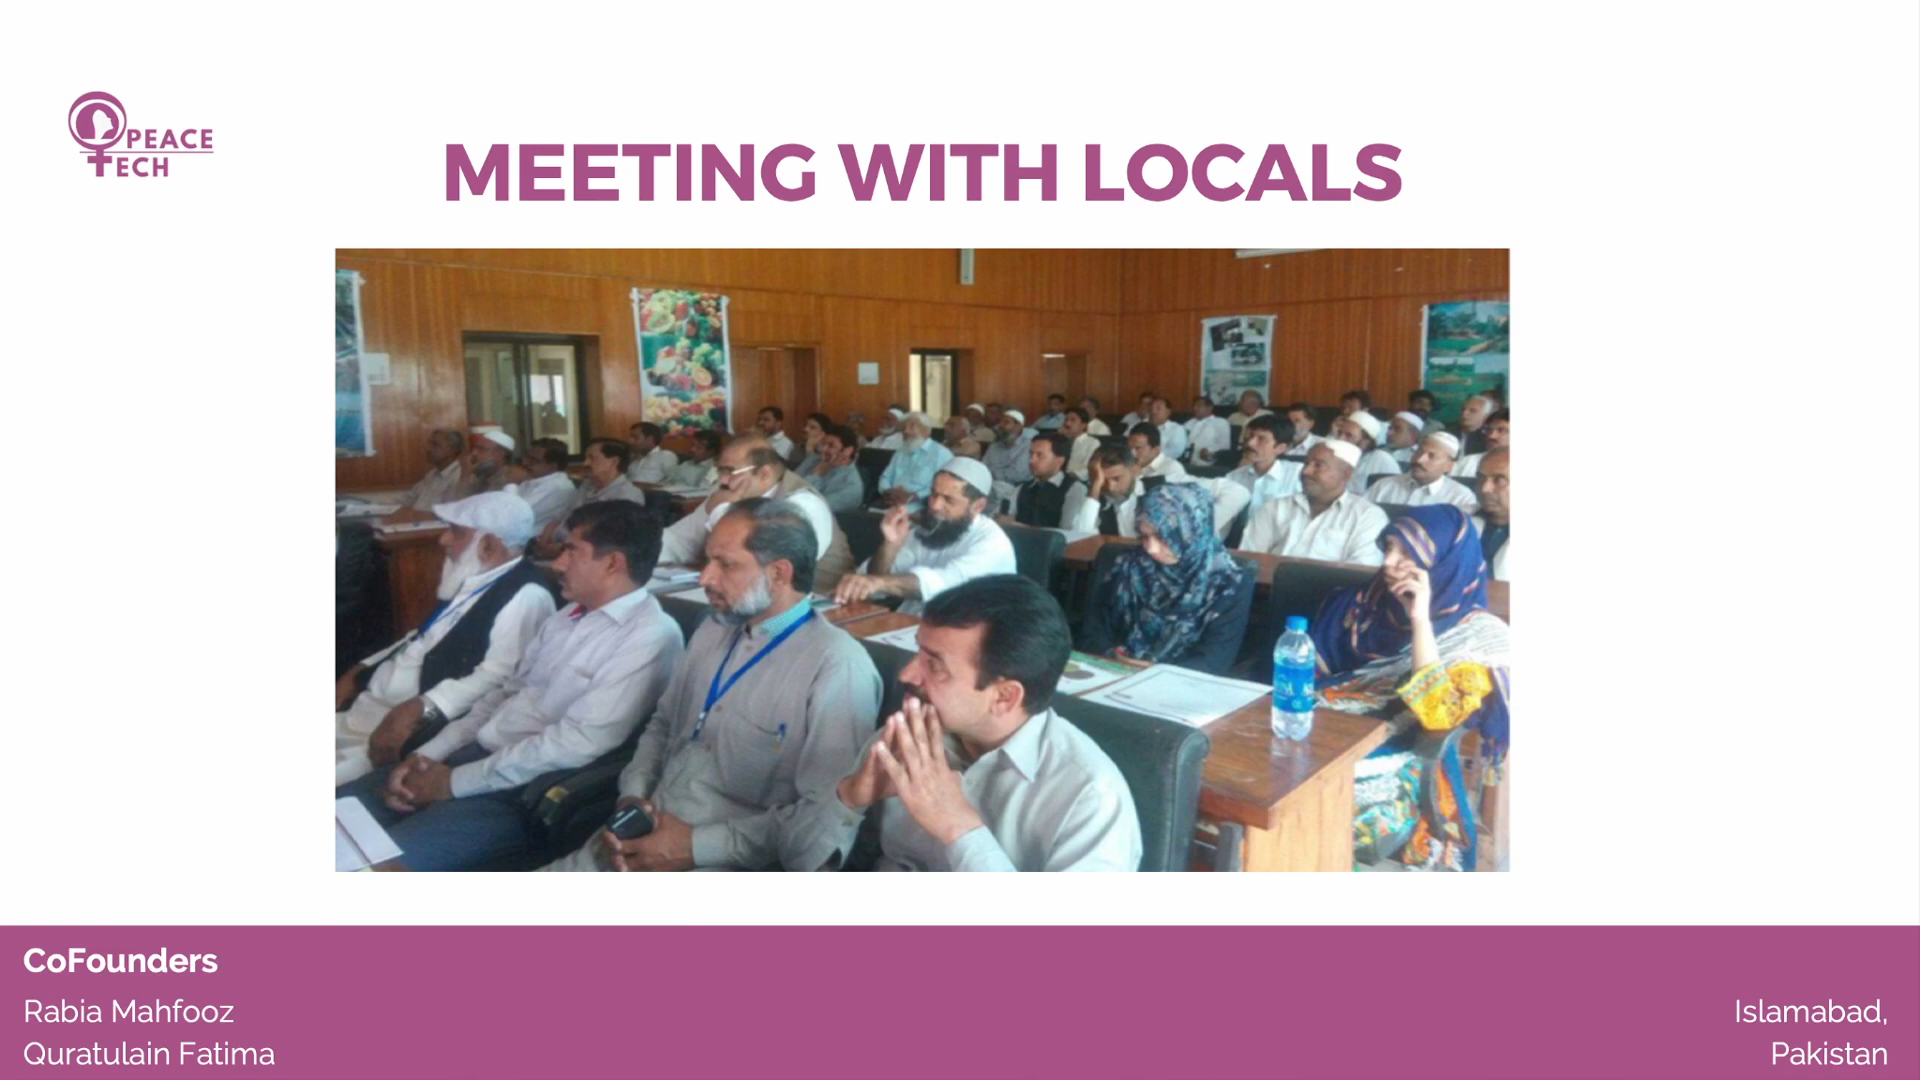 PEACE
TECH
MEETING WITH LOCALS
CoFounders
Rabia Mahfooz
Quratulain Fatima
Islamabad,
Pakistan